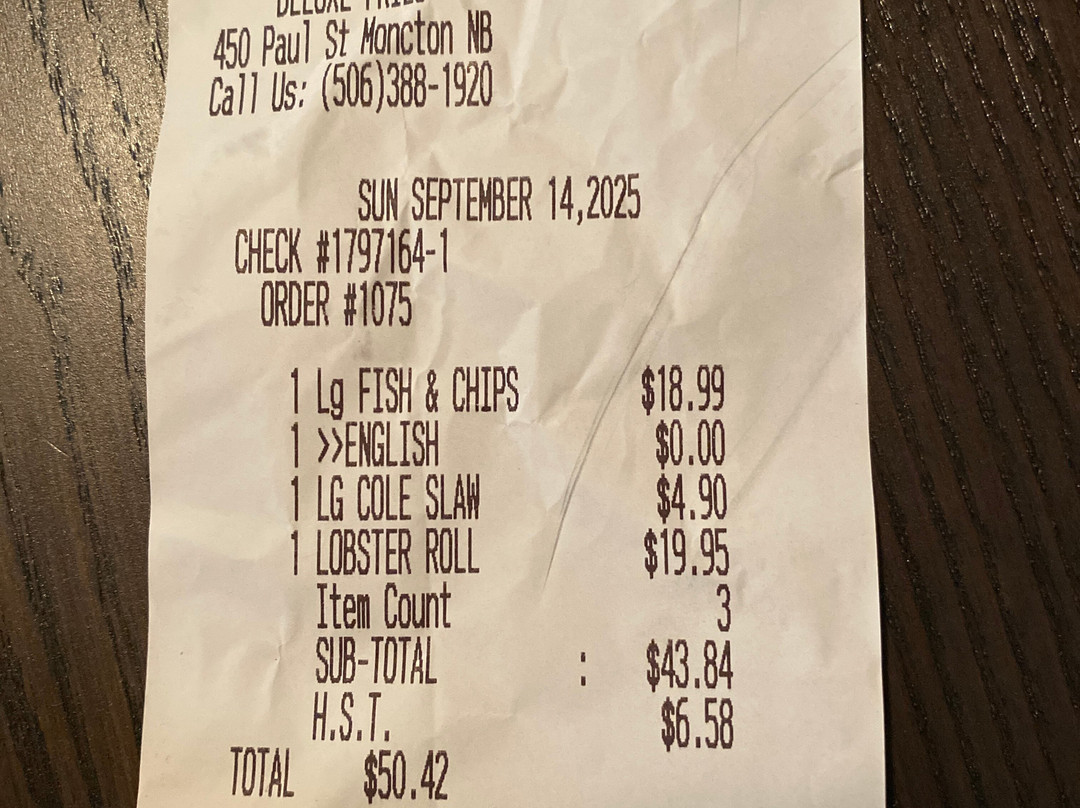 450 Paul St Moncton NB
Call Us: (506)388-1920
SUN SEPTEMBER 14,2025
CHECK #1797164-1
ORDER #1075
1 Lg FISH & CHIPS $18.99
1 >>ENGLISH $0.00
1 LG COLE SLAW $4.90
1 LOBSTER ROLL $19.95
Item Count 3
SUB-TOTAL : $43.84
H.S.T. $6.58
TOTAL $50.42